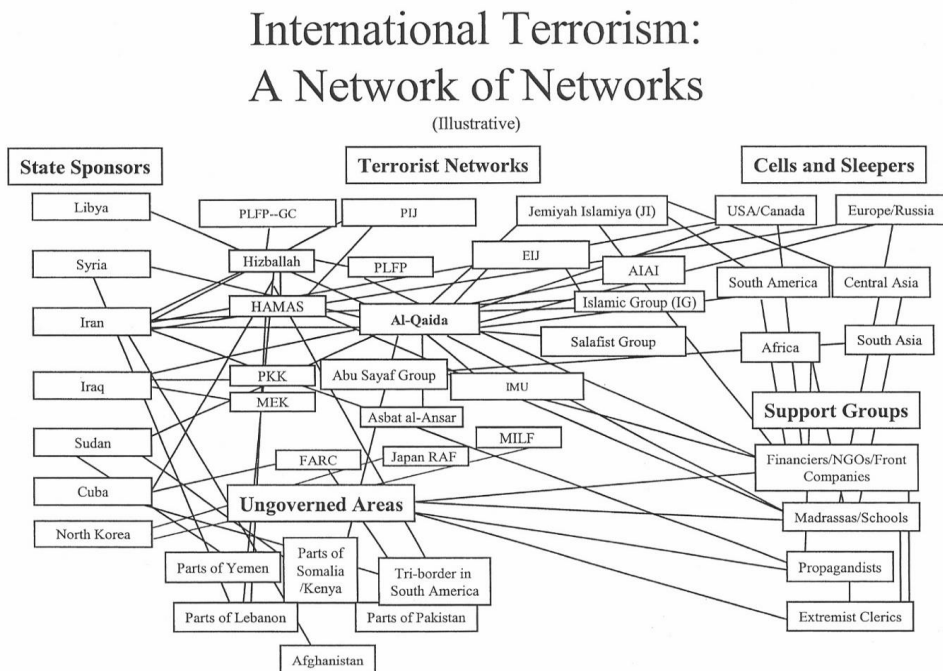 International Terrorism:
A Network of Networks
(Illustrative)
State Sponsors
Terrorist Networks
Cells and Sleepers
Libya
PLFP--GC
PIJ
Jemiyah Islamiya (JI)
USA/Canada
Europe/Russia
Syria
Hizballah
PLFP
EIJ
AIAI
South America
Central Asia
Iran
HAMAS
Al-Qaida
Islamic Group (IG)
Salafist Group
Africa
South Asia
Iraq
PKK
Abu Sayaf Group
IMU
MEK
Asbat al-Ansar
Support Groups
Sudan
FARC
Japan RAF
MILF
Financiers/NGOs/Front
Companies
Cuba
Ungoverned Areas
North Korea
Madrassas/Schools
Parts of Yemen
Parts of
Somalia
/Kenya
Tri-border in
South America
Propagandists
Parts of Lebanon
Parts of Pakistan
Extremist Clerics
Afghanistan